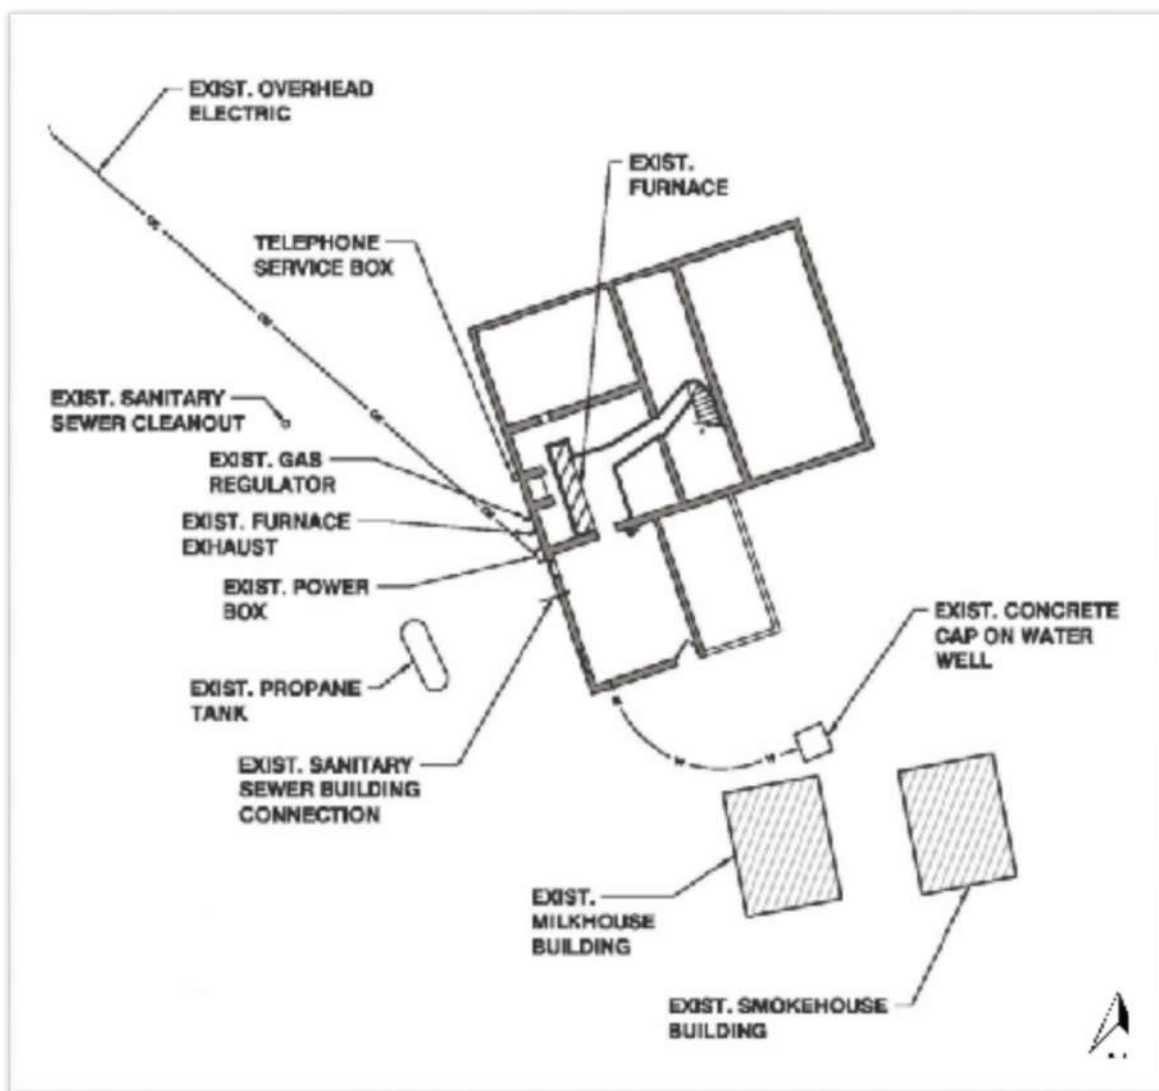 EXIST. OVERHEAD
ELECTRIC
EXIST.
FURNACE
TELEPHONE
SERVICE BOX
EXIST. SANITARY
SEWER CLEANOUT
EXIST. GAS
REGULATOR
EXIST. FURNACE
EXHAUST
EXIST. POWER
BOX
EXIST. CONCRETE
CAP ON WATER
WELL
EXIST. PROPANE
TANK
EXIST. SANITARY
SEWER BUILDING
CONNECTION
EXIST.
MILKHOUSE
BUILDING
EXIST. SMOKEHOUSE
BUILDING